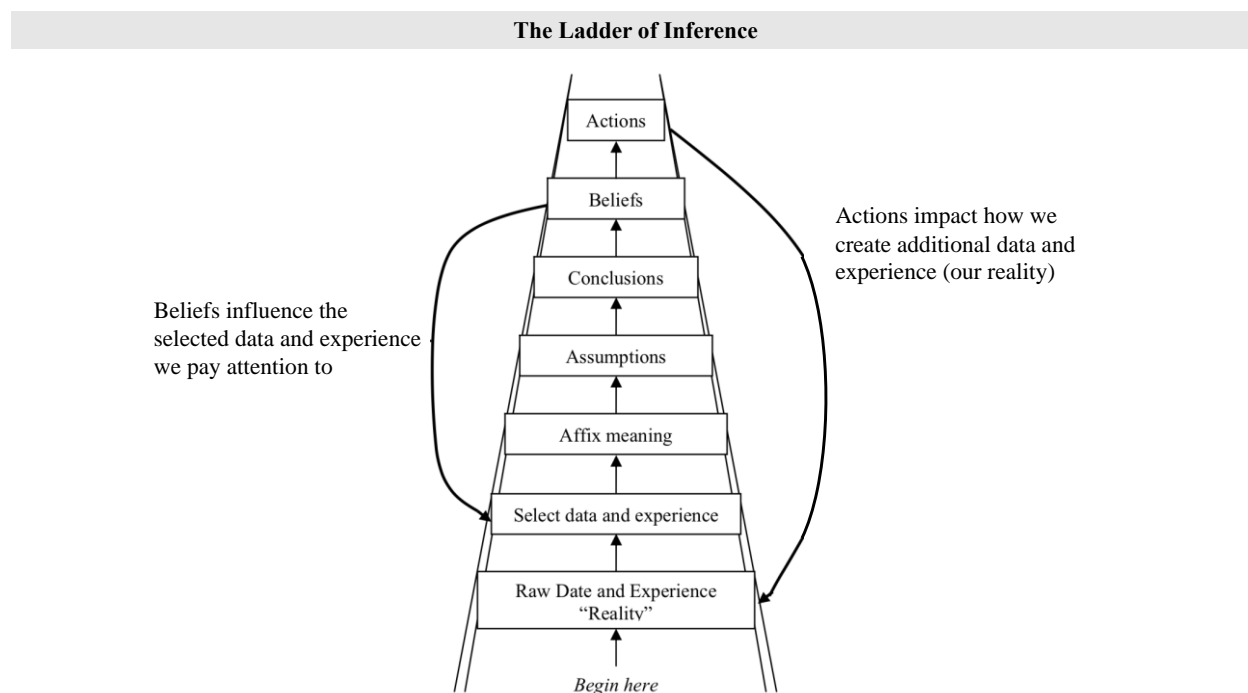 The Ladder of Inference
Actions
Beliefs
Actions impact how we
create additional data and
experience (our reality)
Conclusions
Beliefs influence the
selected data and experience
we pay attention to
Assumptions
Affix meaning
Select data and experience
Raw Date and Experience
“Reality”
Begin here